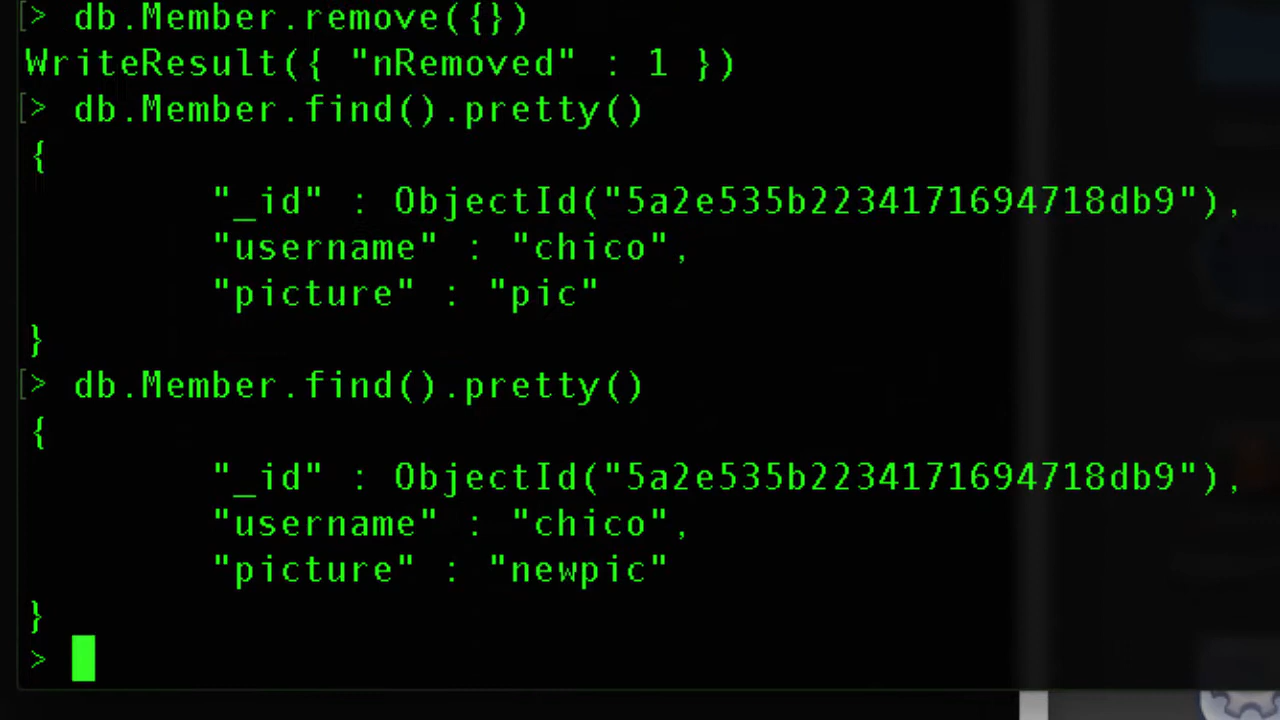 [> db.Member.remove({})
WriteResult({ "nRemoved" : 1 })
[> db.Member.find().pretty()
{
"_id" : ObjectId("5a2e535b2234171694718db9"),
"username" : "chico",
"picture" : "pic"
}
[> db.Member.find().pretty()
{
"_id" : ObjectId("5a2e535b2234171694718db9"),
"username" : "chico",
"picture" : "newpic"
}
>